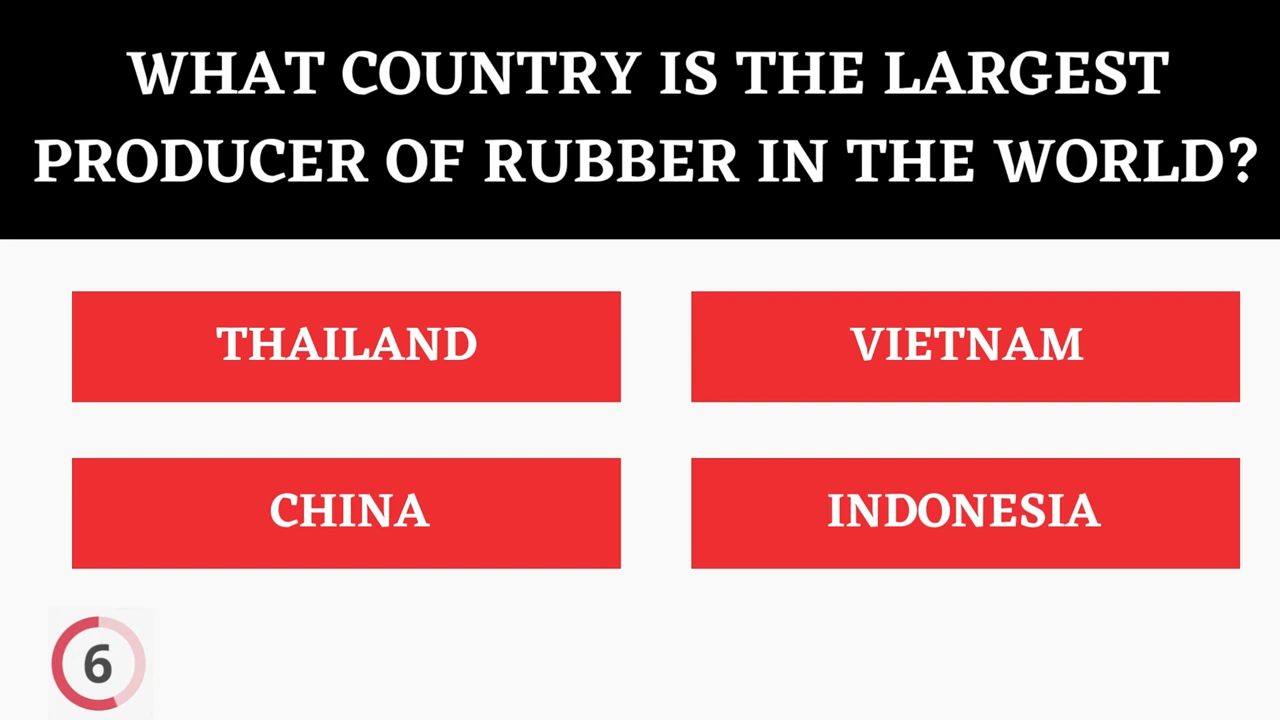 WHAT COUNTRY IS THE LARGEST
PRODUCER OF RUBBER IN THE WORLD?
THAILAND
VIETNAM
CHINA
INDONESIA
6